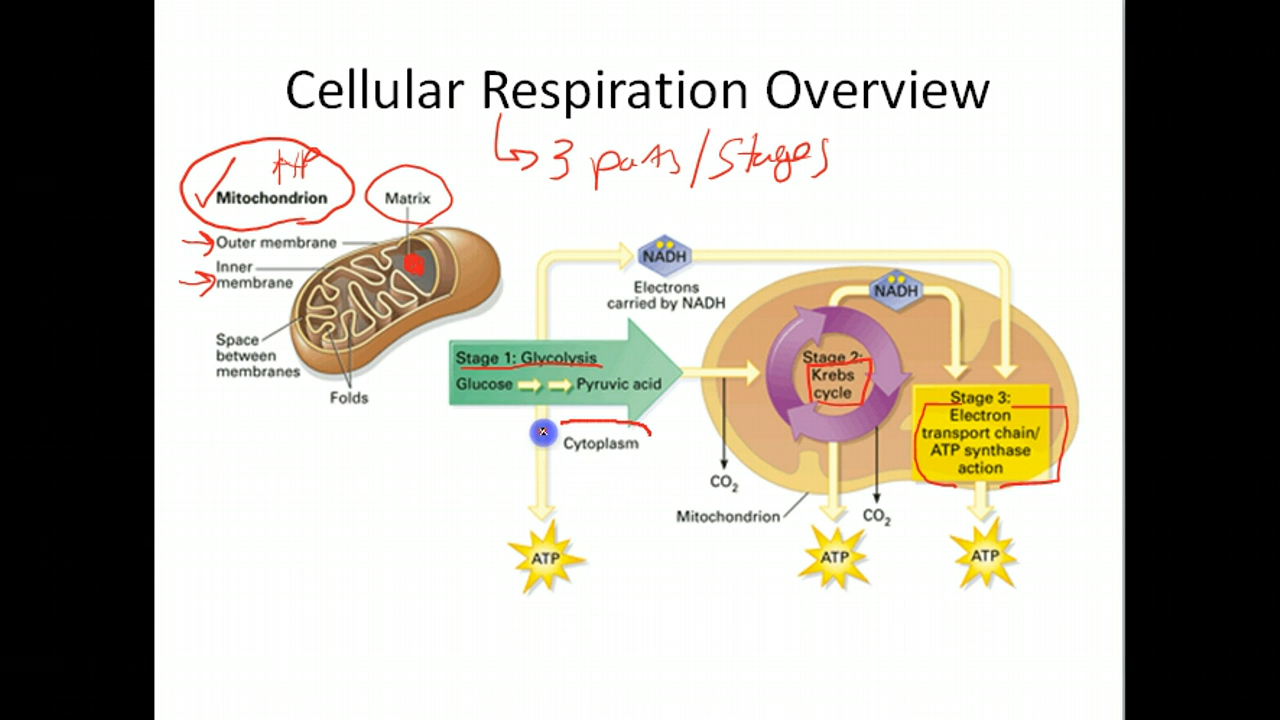 Cellular Respiration Overview
3 parts/stages
ATP
Mitochondrion
Matrix
Outer membrane
Inner
membrane
Space
between
membranes
Folds
NADH
Electrons
carried by NADH
NADH
Stage 1: Glycolysis
Glucose
Pyruvic acid
Cytoplasm
Stage 2:
Krebs
cycle
Stage 3:
Electron
transport chain/
ATP synthase
action
CO₂
Mitochondrion
CO₂
ATP
ATP
ATP